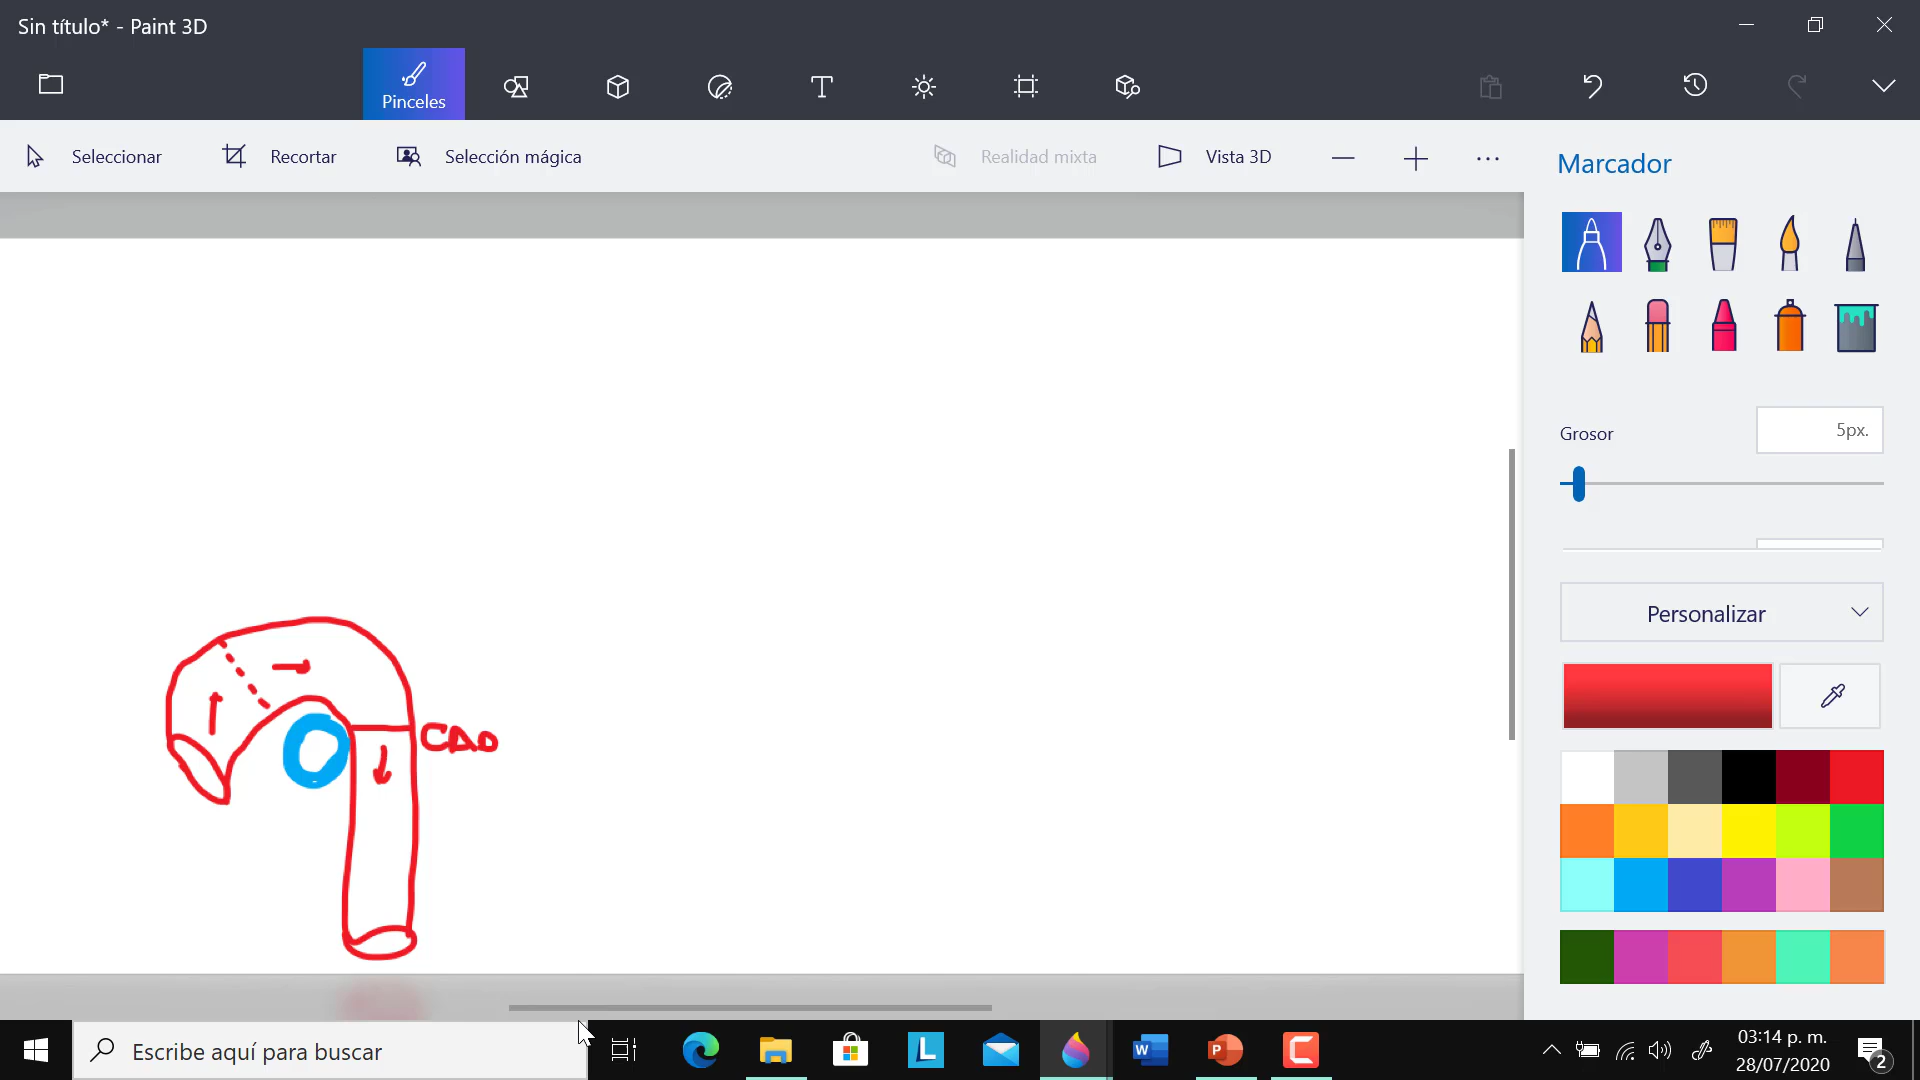 Sin título* - Paint 3D
Pinceles
Seleccionar
Recortar
Selección mágica
Realidad mixta
Vista 3D
Marcador
Grosor
5px.
Personalizar
CAD
Escribe aquí para buscar
03:14 p. m.
28/07/2020
2